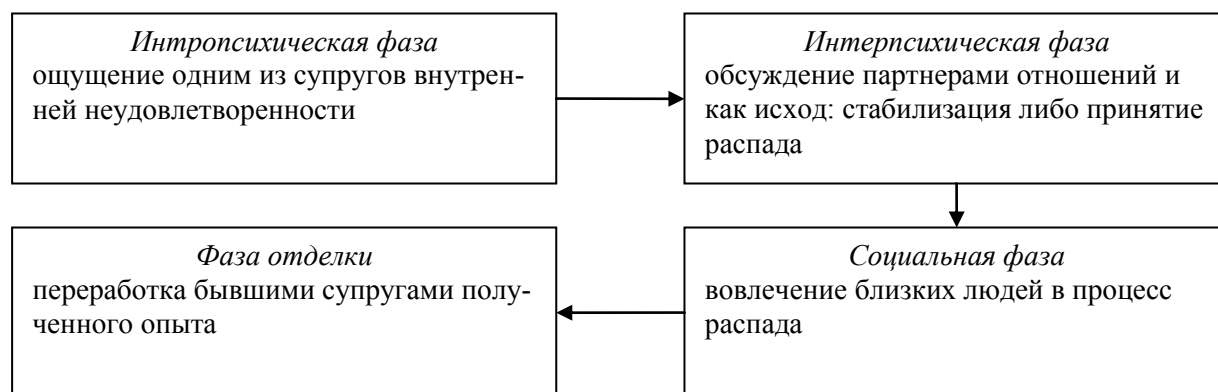 Интропсихическая фаза
ощущение одним из супругов внутрен-
ней неудовлетворенности
Интерпсихическая фаза
обсуждение партнерами отношений и
как исход: стабилизация либо принятие
распада
Фаза отделки
переработка бывшими супругами полу-
ченного опыта
Социальная фаза
вовлечение близких людей в процесс
распада